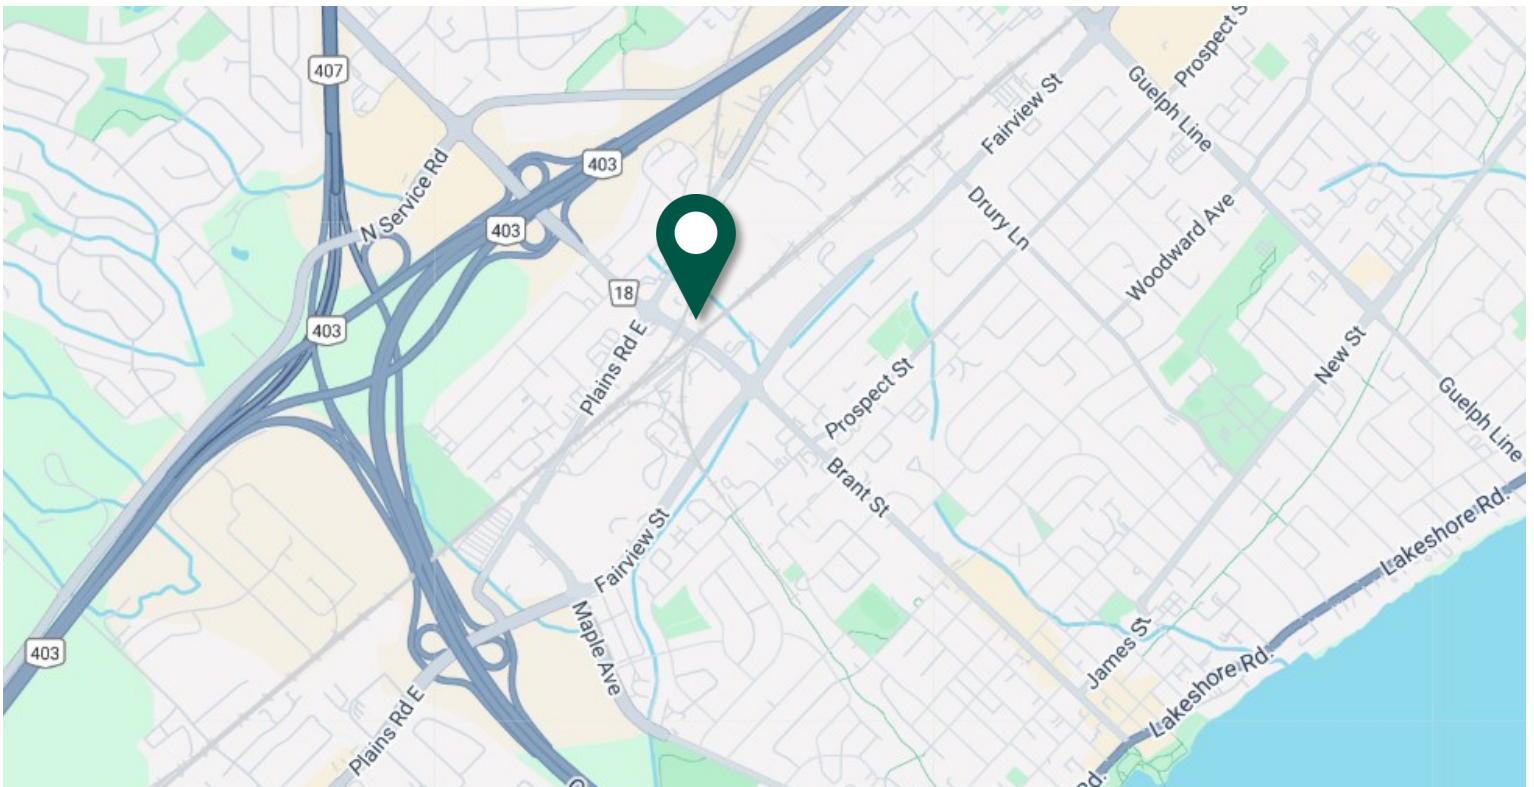 407
Prospect S
Guelph Line
Fairview St
403
N Service Rd
403
Drury Ln
Woodward Ave
18
403
Plains Rd E
New St
Prospect St
Guelph Line
Brant St
Lakeshore Rd.
Fairview St
Maple Ave
403
James St
Lakeshore Rd.
Plains Rd E
Rd.